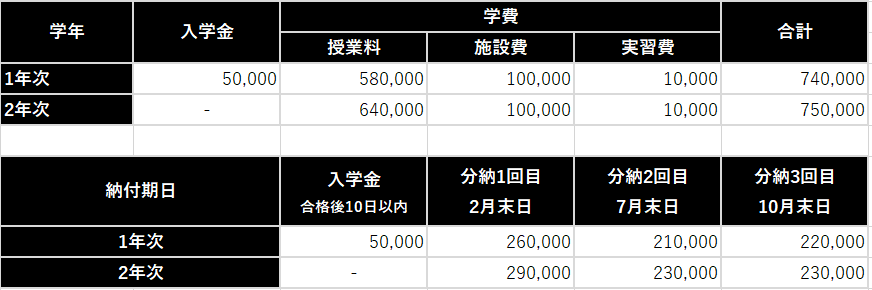 学年 入学金 学費 合計
授業料 施設費 実習費
1年次 50,000 580,000 100,000 10,000 740,000
2年次 - 640,000 100,000 10,000 750,000
納付期日 入学金 分納1回目 分納2回目 分納3回目
合格後10日以内 2月末日 7月末日 10月末日
1年次 50,000 260,000 210,000 220,000
2年次 - 290,000 230,000 230,000